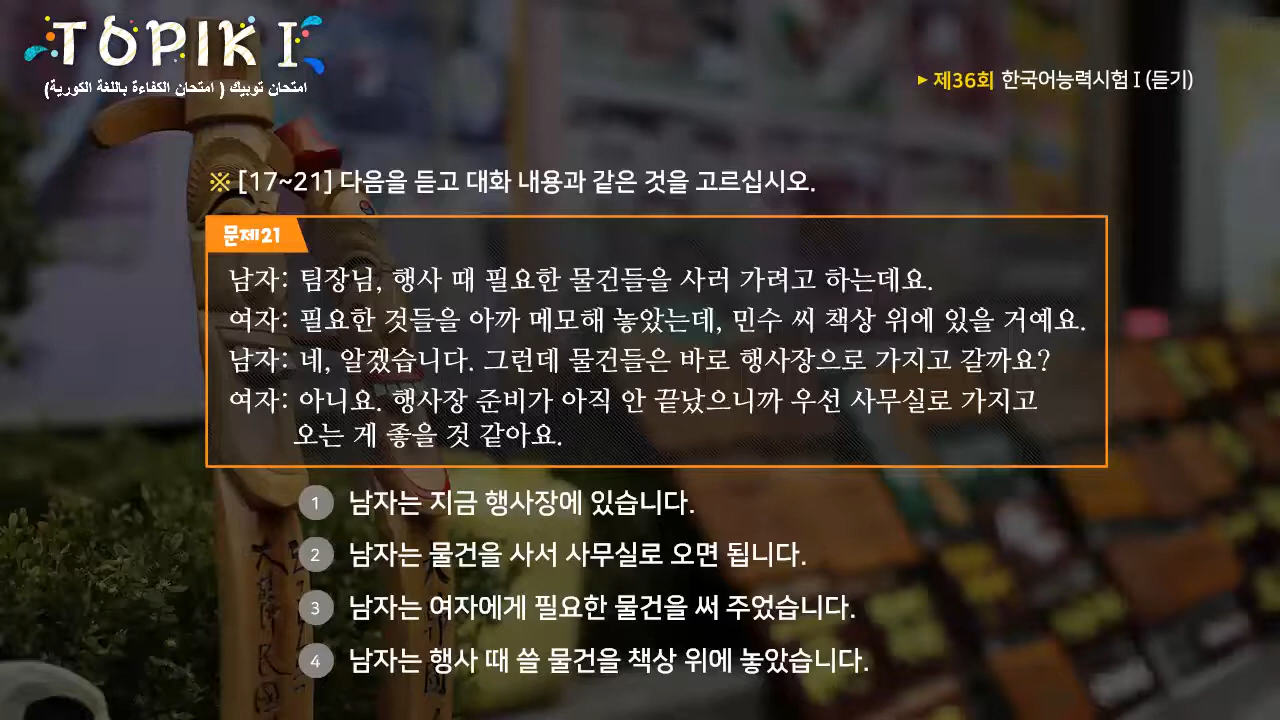 TOPIK I
امتحان توبيك ( امتحان الكفاءة باللغة الكورية)
▶ 제36회 한국어능력시험 I (듣기)
※ [17~21] 다음을 듣고 대화 내용과 같은 것을 고르십시오.
문제21
남자: 팀장님, 행사 때 필요한 물건들을 사러 가려고 하는데요.
여자: 필요한 것들을 아까 메모해 놓았는데, 민수 씨 책상 위에 있을 거예요.
남자: 네, 알겠습니다. 그런데 물건들은 바로 행사장으로 가지고 갈까요?
여자: 아니요. 행사장 준비가 아직 안 끝났으니까 우선 사무실로 가지고
오는 게 좋을 것 같아요.
1 남자는 지금 행사장에 있습니다.
2 남자는 물건을 사서 사무실로 오면 됩니다.
3 남자는 여자에게 필요한 물건을 써 주었습니다.
4 남자는 행사 때 쓸 물건을 책상 위에 놓았습니다.